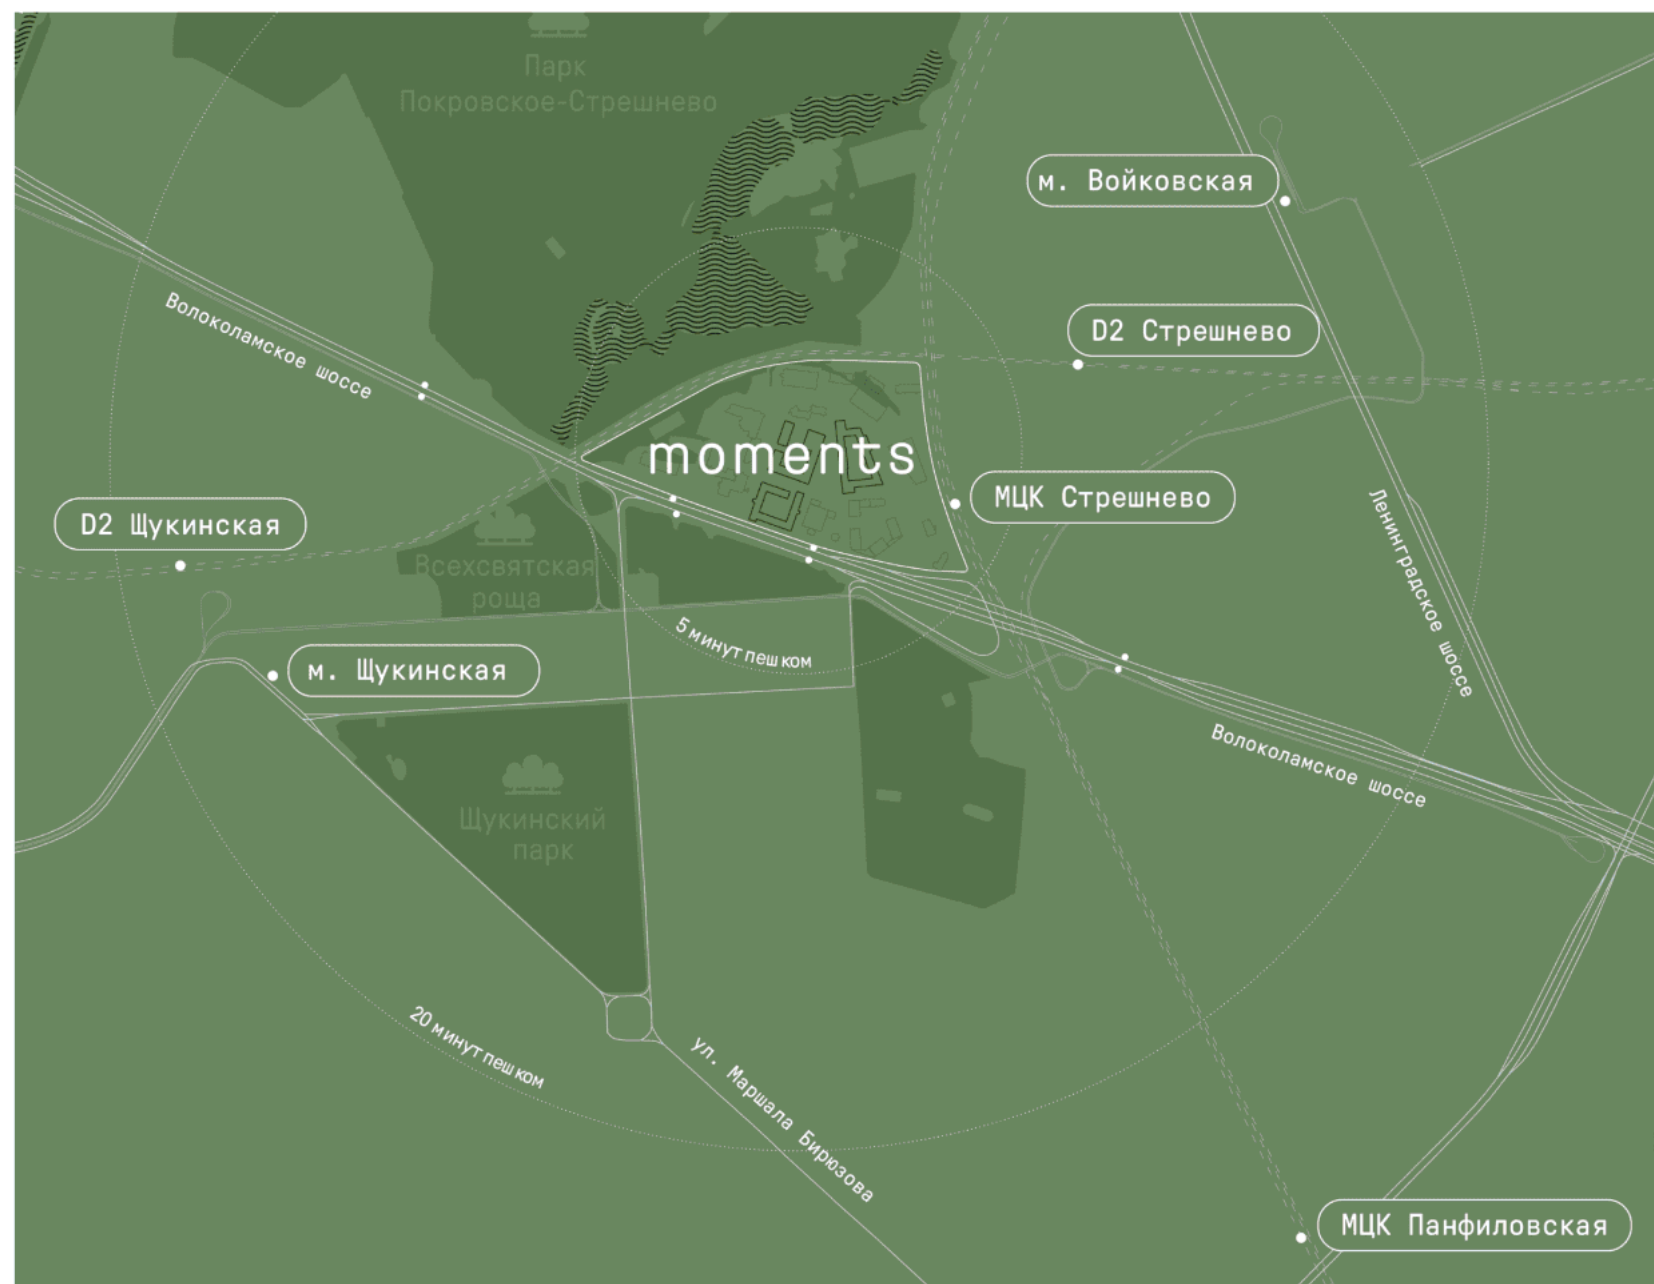 Парк
Покровское-Стрешнево
м. Войковская
Волоколамское шоссе
D2 Стрешнево
moments
МЦК Стрешнево
D2 Щукинская
Ленинградское шоссе
Всехсвятская
роща
5 минут пешком
м. Щукинская
Волоколамское шоссе
Щукинский
парк
20 минут пешком
ул. Маршала Бирюзова
МЦК Панфиловская